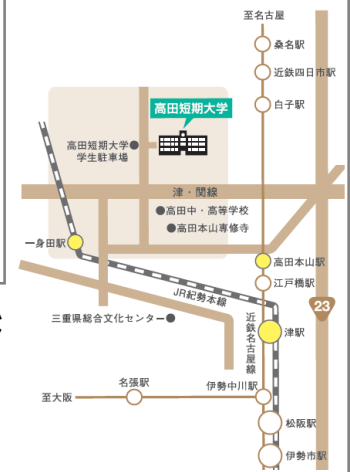 至名古屋
桑名駅
近鉄四日市駅
白子駅
高田短期大学
高田短期大学
学生駐車場
津・関線
高田中・高等学校
高田本山専修寺
一身田駅
高田本山駅
江戸橋駅
JR紀勢本線
23
三重県総合文化センター
近鉄名古屋線
津駅
名張駅
伊勢中川駅
至大阪
松阪駅
伊勢市駅